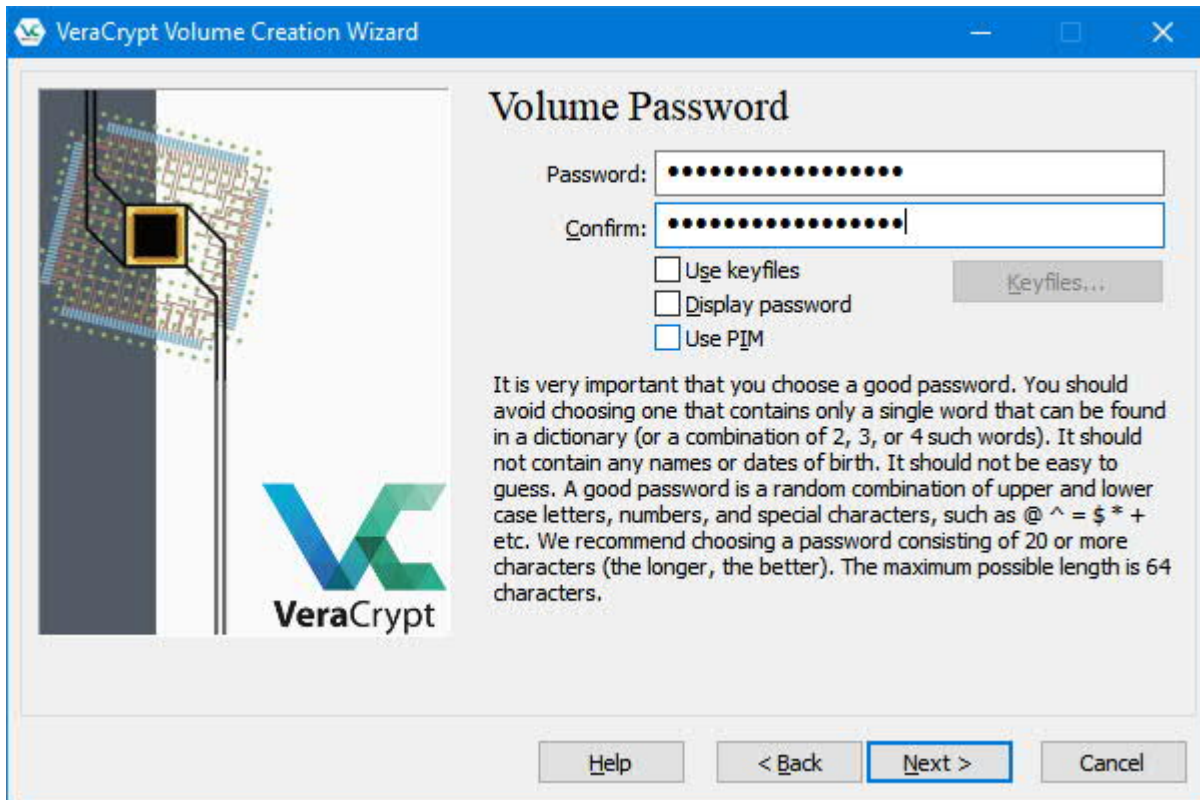 VeraCrypt Volume Creation Wizard
Volume Password
Password: •••••••••••••••••
Confirm: •••••••••••••••••
Use keyfiles
Keyfiles...
Display password
Use PIM
It is very important that you choose a good password. You should
avoid choosing one that contains only a single word that can be found
in a dictionary (or a combination of 2, 3, or 4 such words). It should
not contain any names or dates of birth. It should not be easy to
guess. A good password is a random combination of upper and lower
case letters, numbers, and special characters, such as @ ^ = $ * +
etc. We recommend choosing a password consisting of 20 or more
characters (the longer, the better). The maximum possible length is 64
characters.
VeraCrypt
Help
< Back
Next >
Cancel